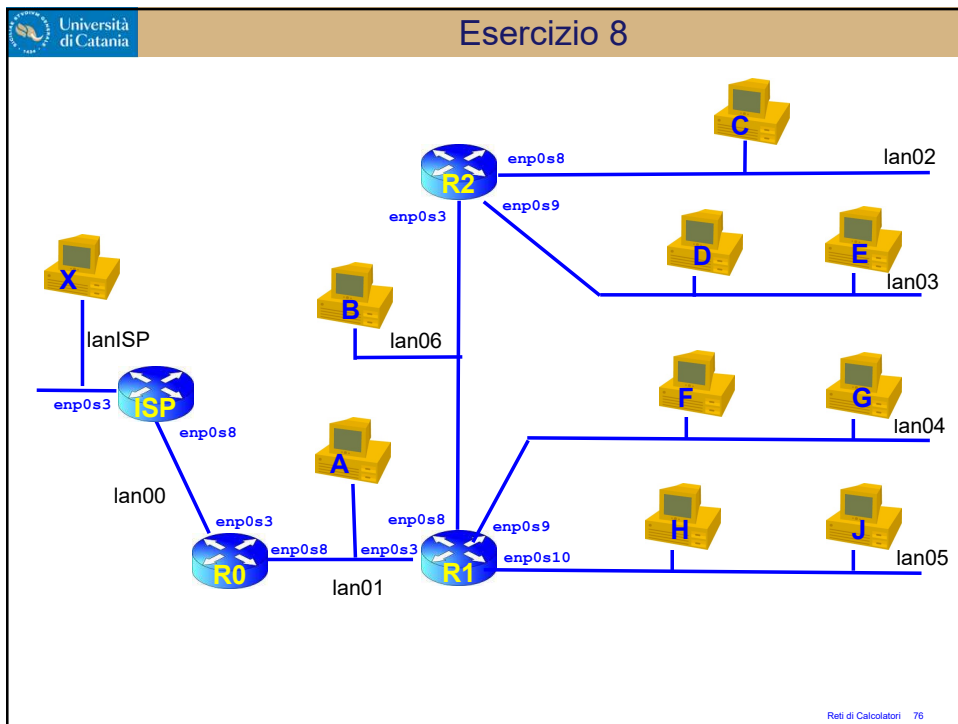 Università
di Catania
Esercizio 8
C
enp0s8
lan02
R2
enp0s9
enp0s3
D
E
X
B
lan03
lan06
lanISP
enp0s3
ISP
F
G
enp0s8
lan04
A
lan00
enp0s3
enp0s8
enp0s9
H
J
enp0s8
enp0s3
enp0s10
R0
R1
lan05
lan01
Reti di Calcolatori 76